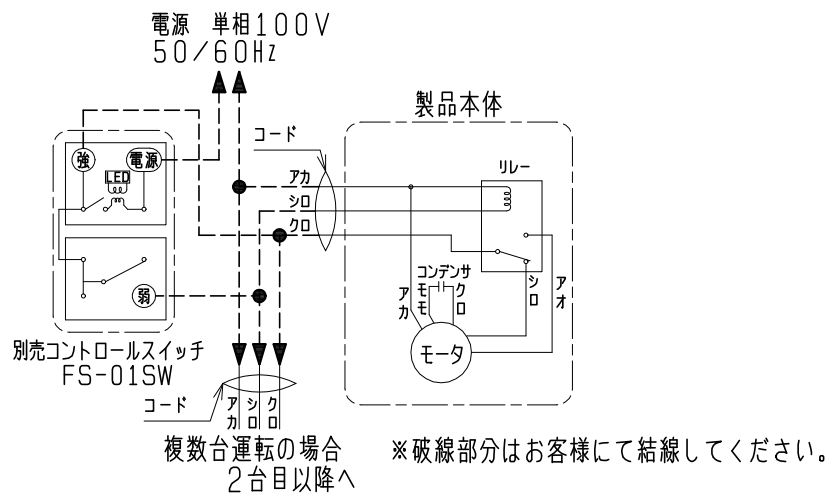 電源 単相100V
50/60Hz
製品本体
コード
強
電源
LED
アカ
シロ
クロ
リレー
弱
コンデンサ
モモ
クロ
アカ
シロ
アオ
モータ
別売コントロールスイッチ
FS-01SW
コード
アカ
シロ
クロ
複数台運転の場合
2台目以降へ
※破線部分はお客様にて結線してください。